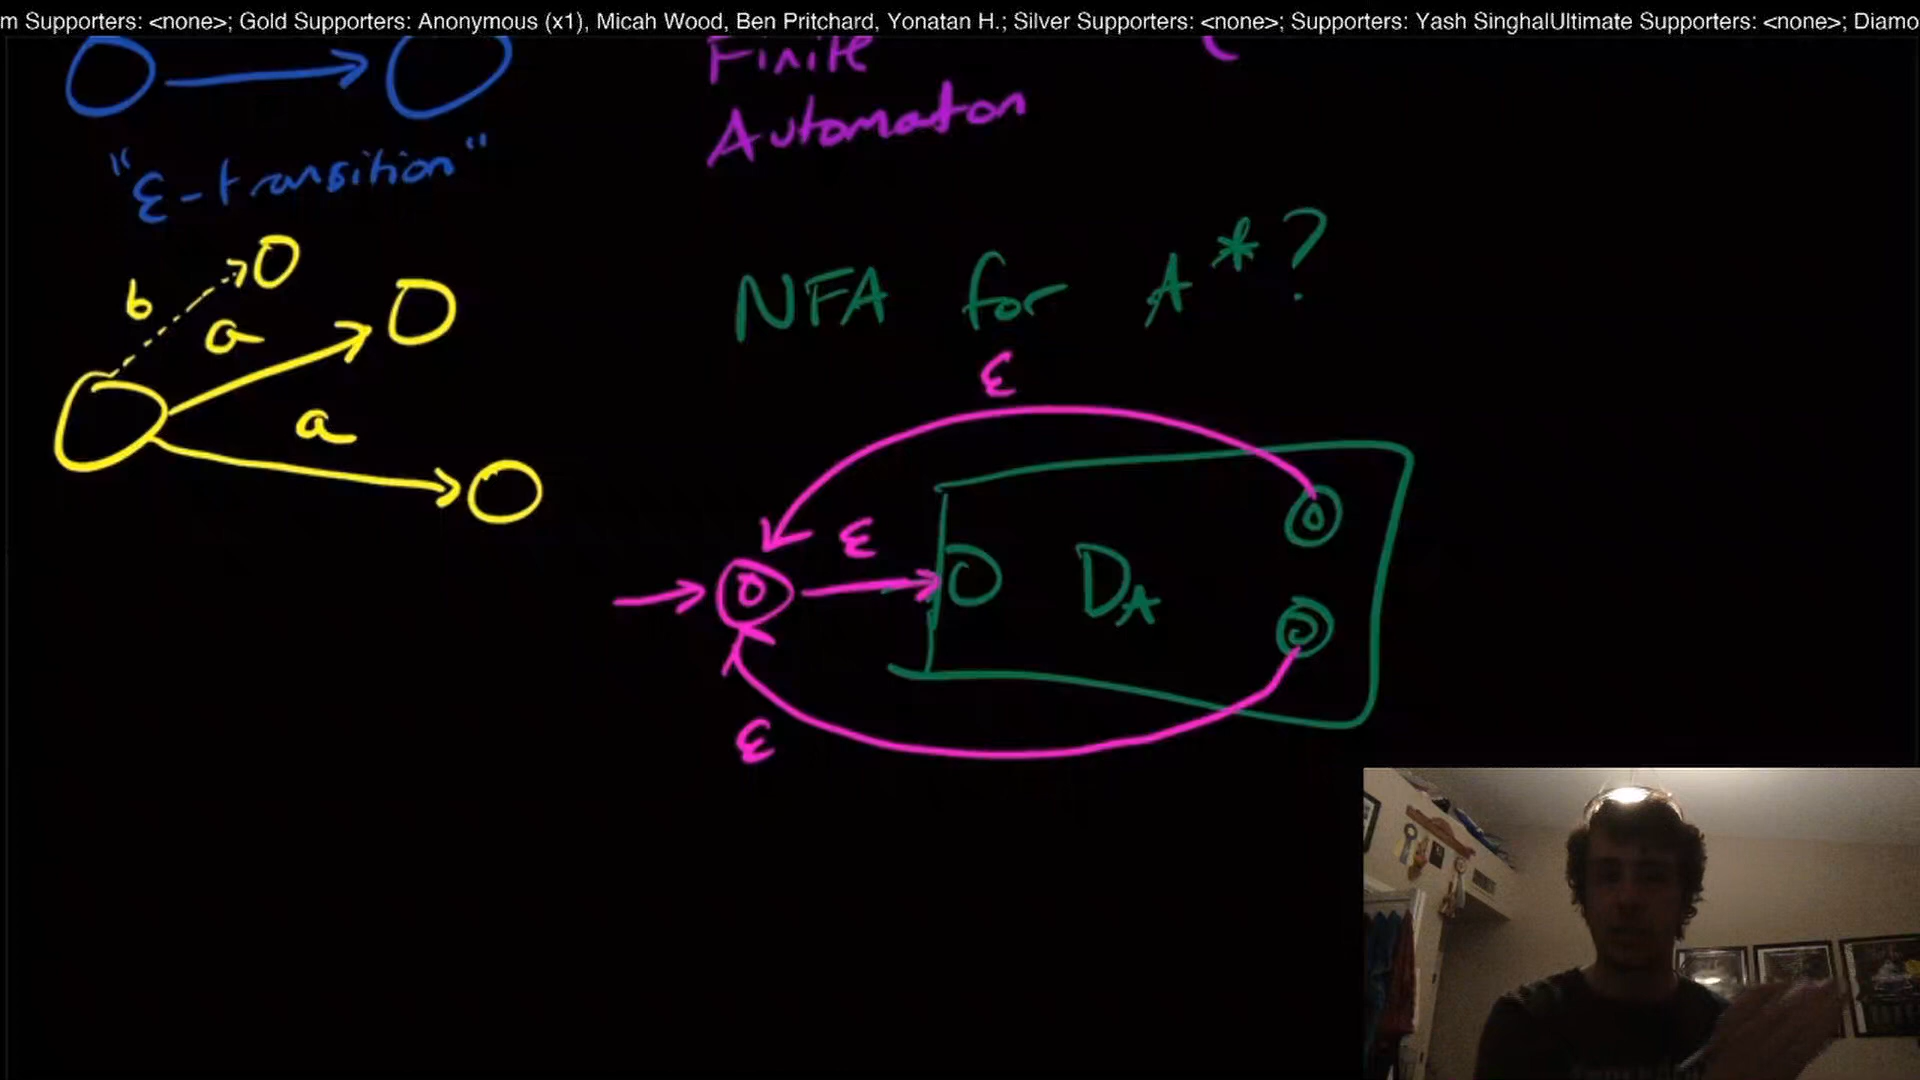 m Supporters: <none>; Gold Supporters: Anonymous (x1), Micah Wood, Ben Pritchard, Yonatan H.; Silver Supporters: <none>; Supporters: Yash SinghalUltimate Supporters: <none>; Diamo
Finite
Automaton
"ε-transition"
b
a
a
NFA for A*?
ε
ε
D_A
ε